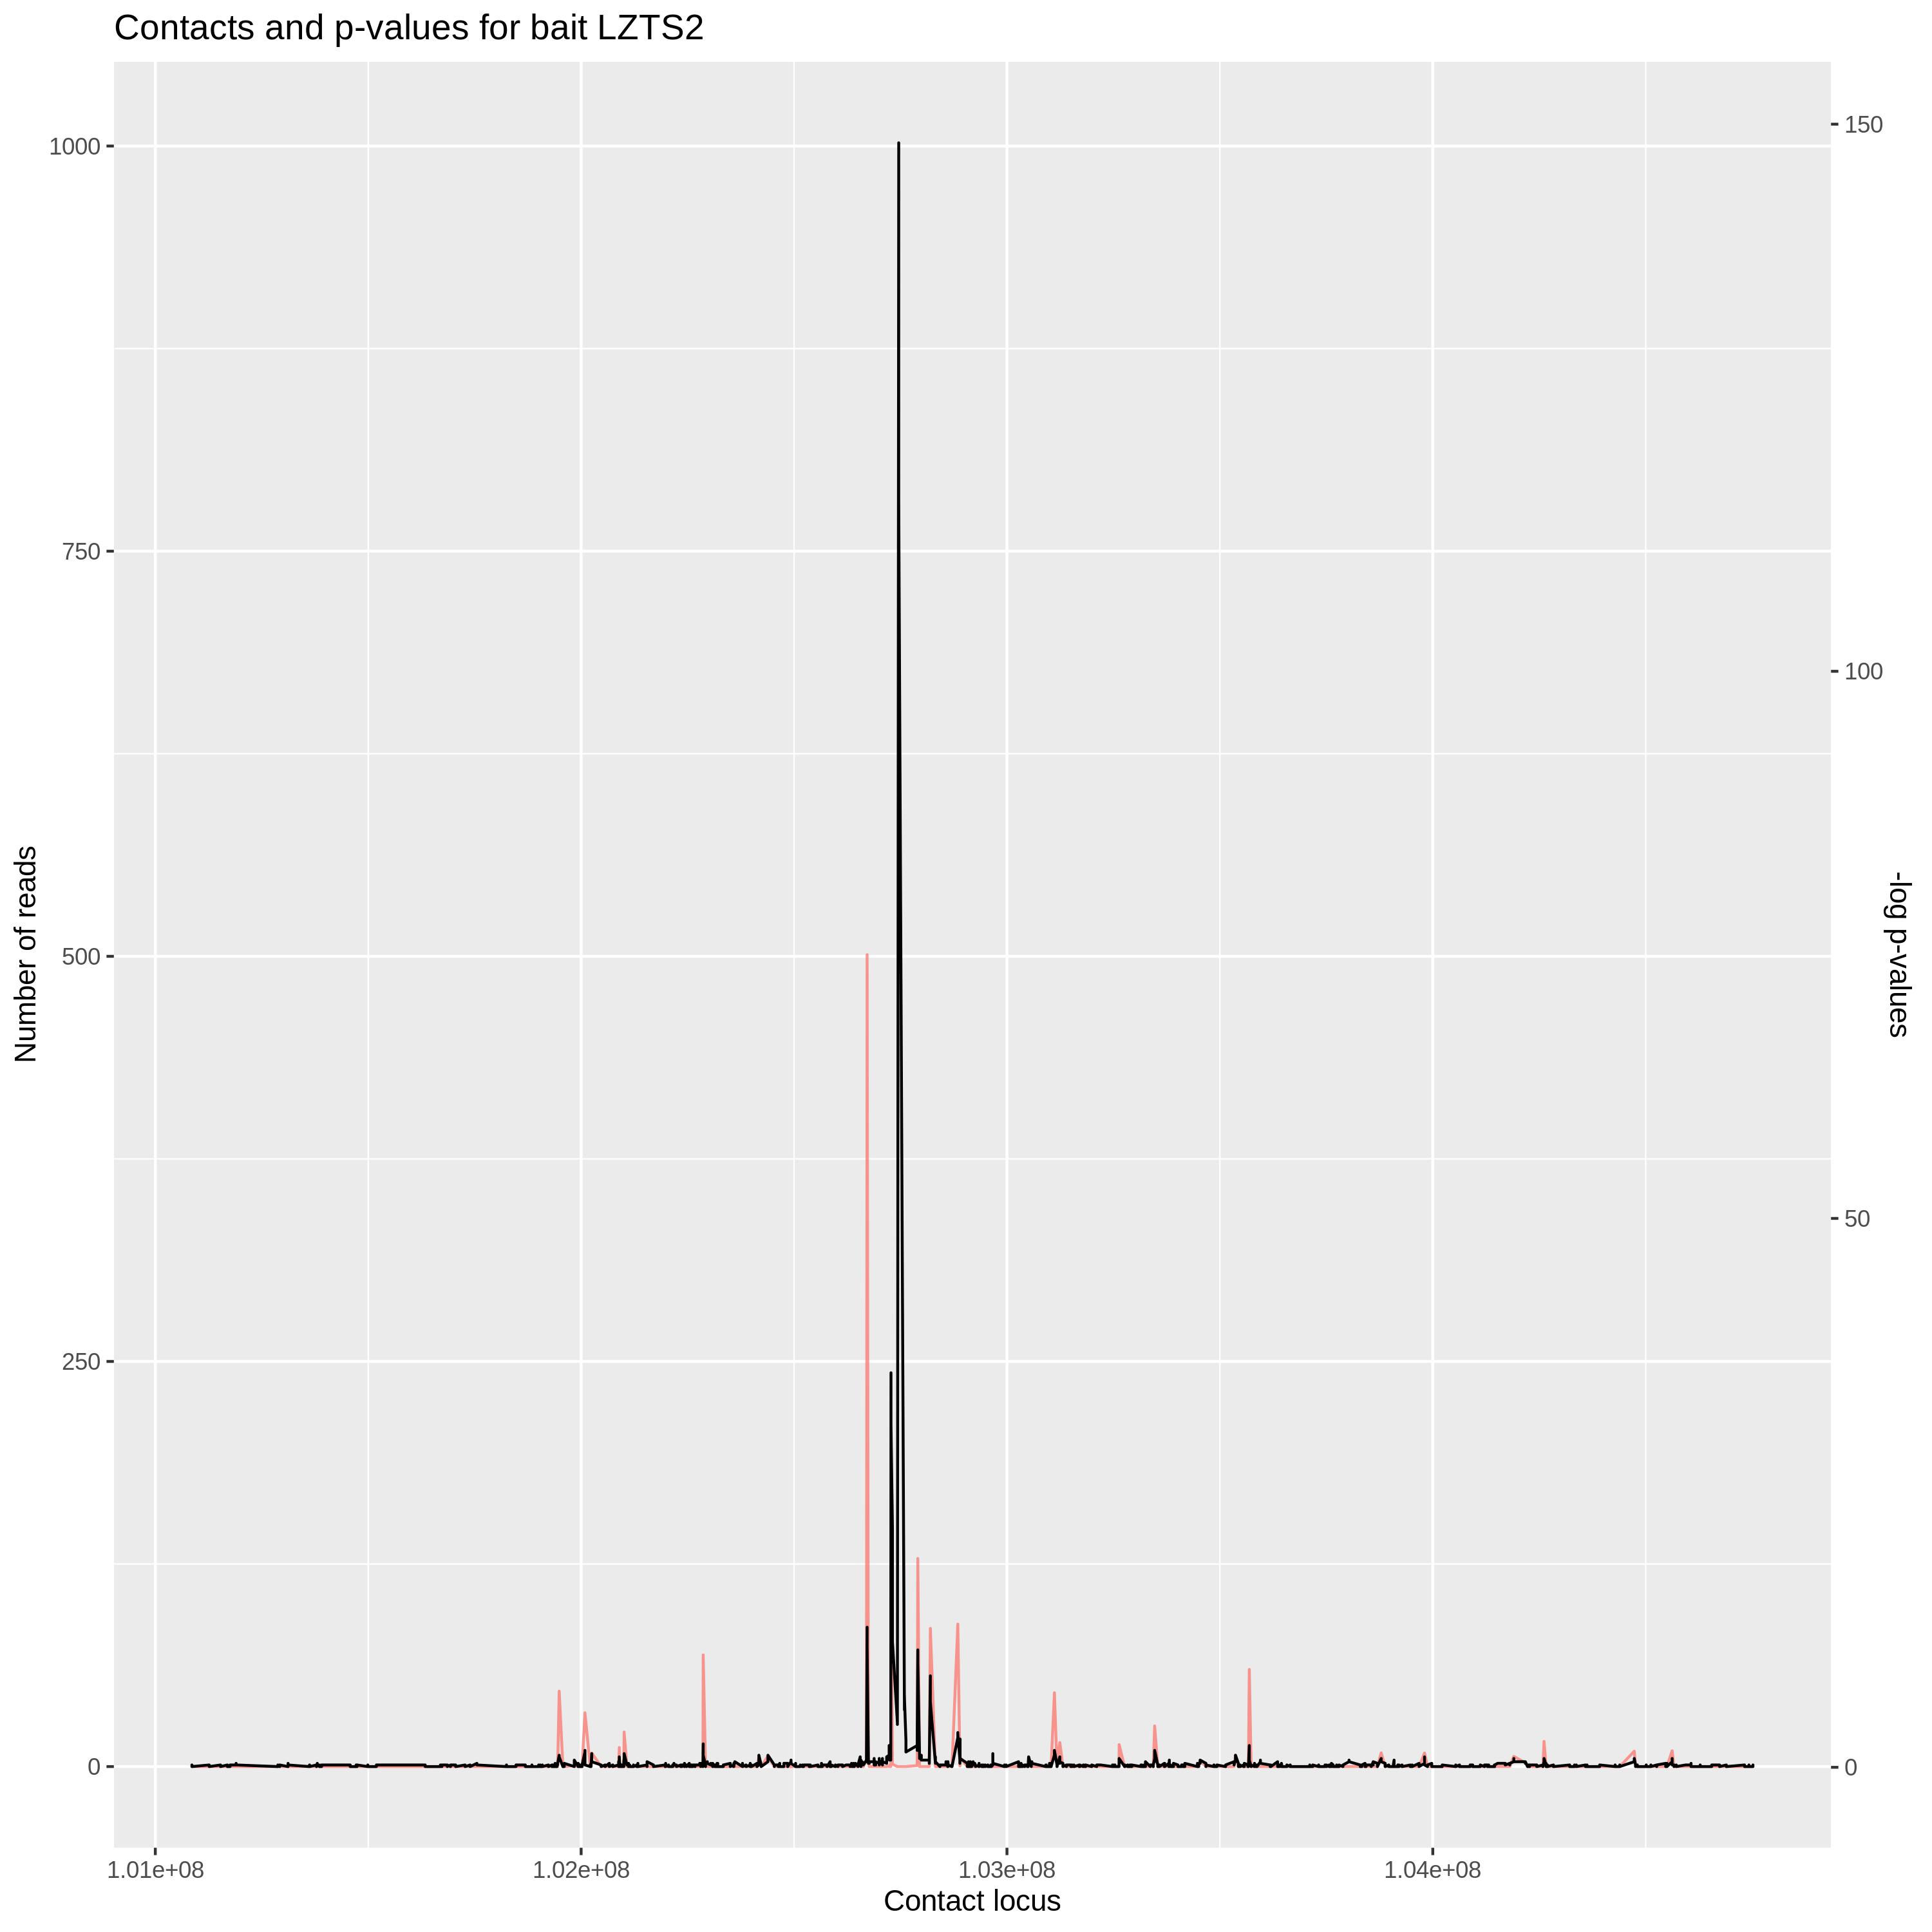 Contacts and p-values for bait LZTS2
1000
750
500
250
0
Number of reads
150
100
50
0
-log p-values
1.01e+08
1.02e+08
1.03e+08
1.04e+08
Contact locus